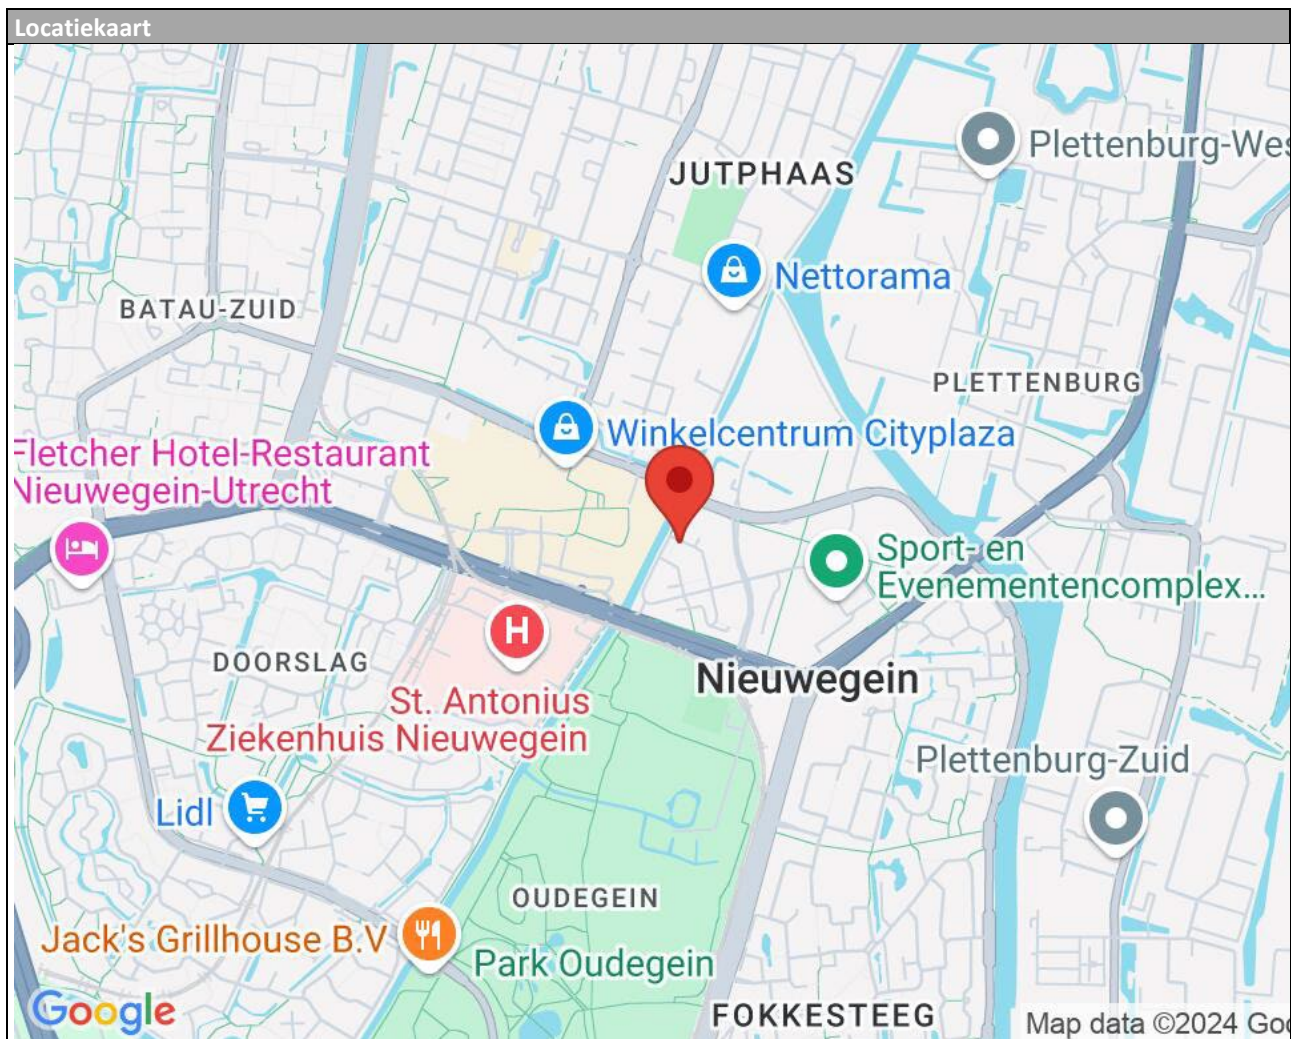 Locatiekaart
JUTPHAAS
Plettenburg-Wes
Nettorama
BATAU-ZUID
PLETTENBURG
Winkelcentrum Cityplaza
Fletcher Hotel-Restaurant
Nieuwegein-Utrecht
Sport- en
Evenementencomplex...
H
DOORSLAG
Nieuwegein
St. Antonius
Ziekenhuis Nieuwegein
Plettenburg-Zuid
Lidl
OUDEGEIN
Jack's Grillhouse B.V
Park Oudegein
Google
FOKKESTEEG
Map data ©2024 Goo